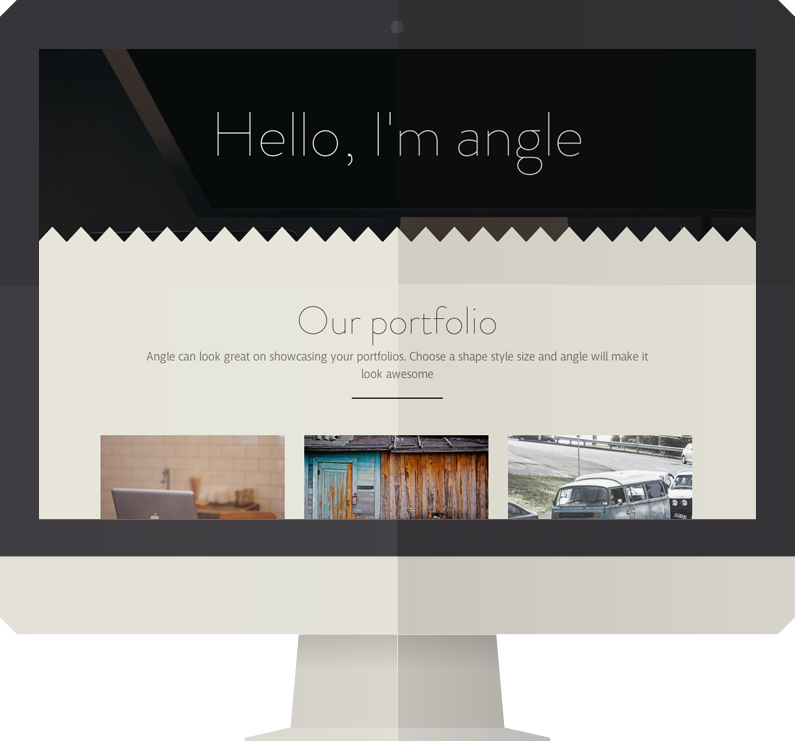 Hello, I'm angle
Our portfolio
Angle can look great on showcasing your portfolios. Choose a shape style size and angle will make it
look awesome